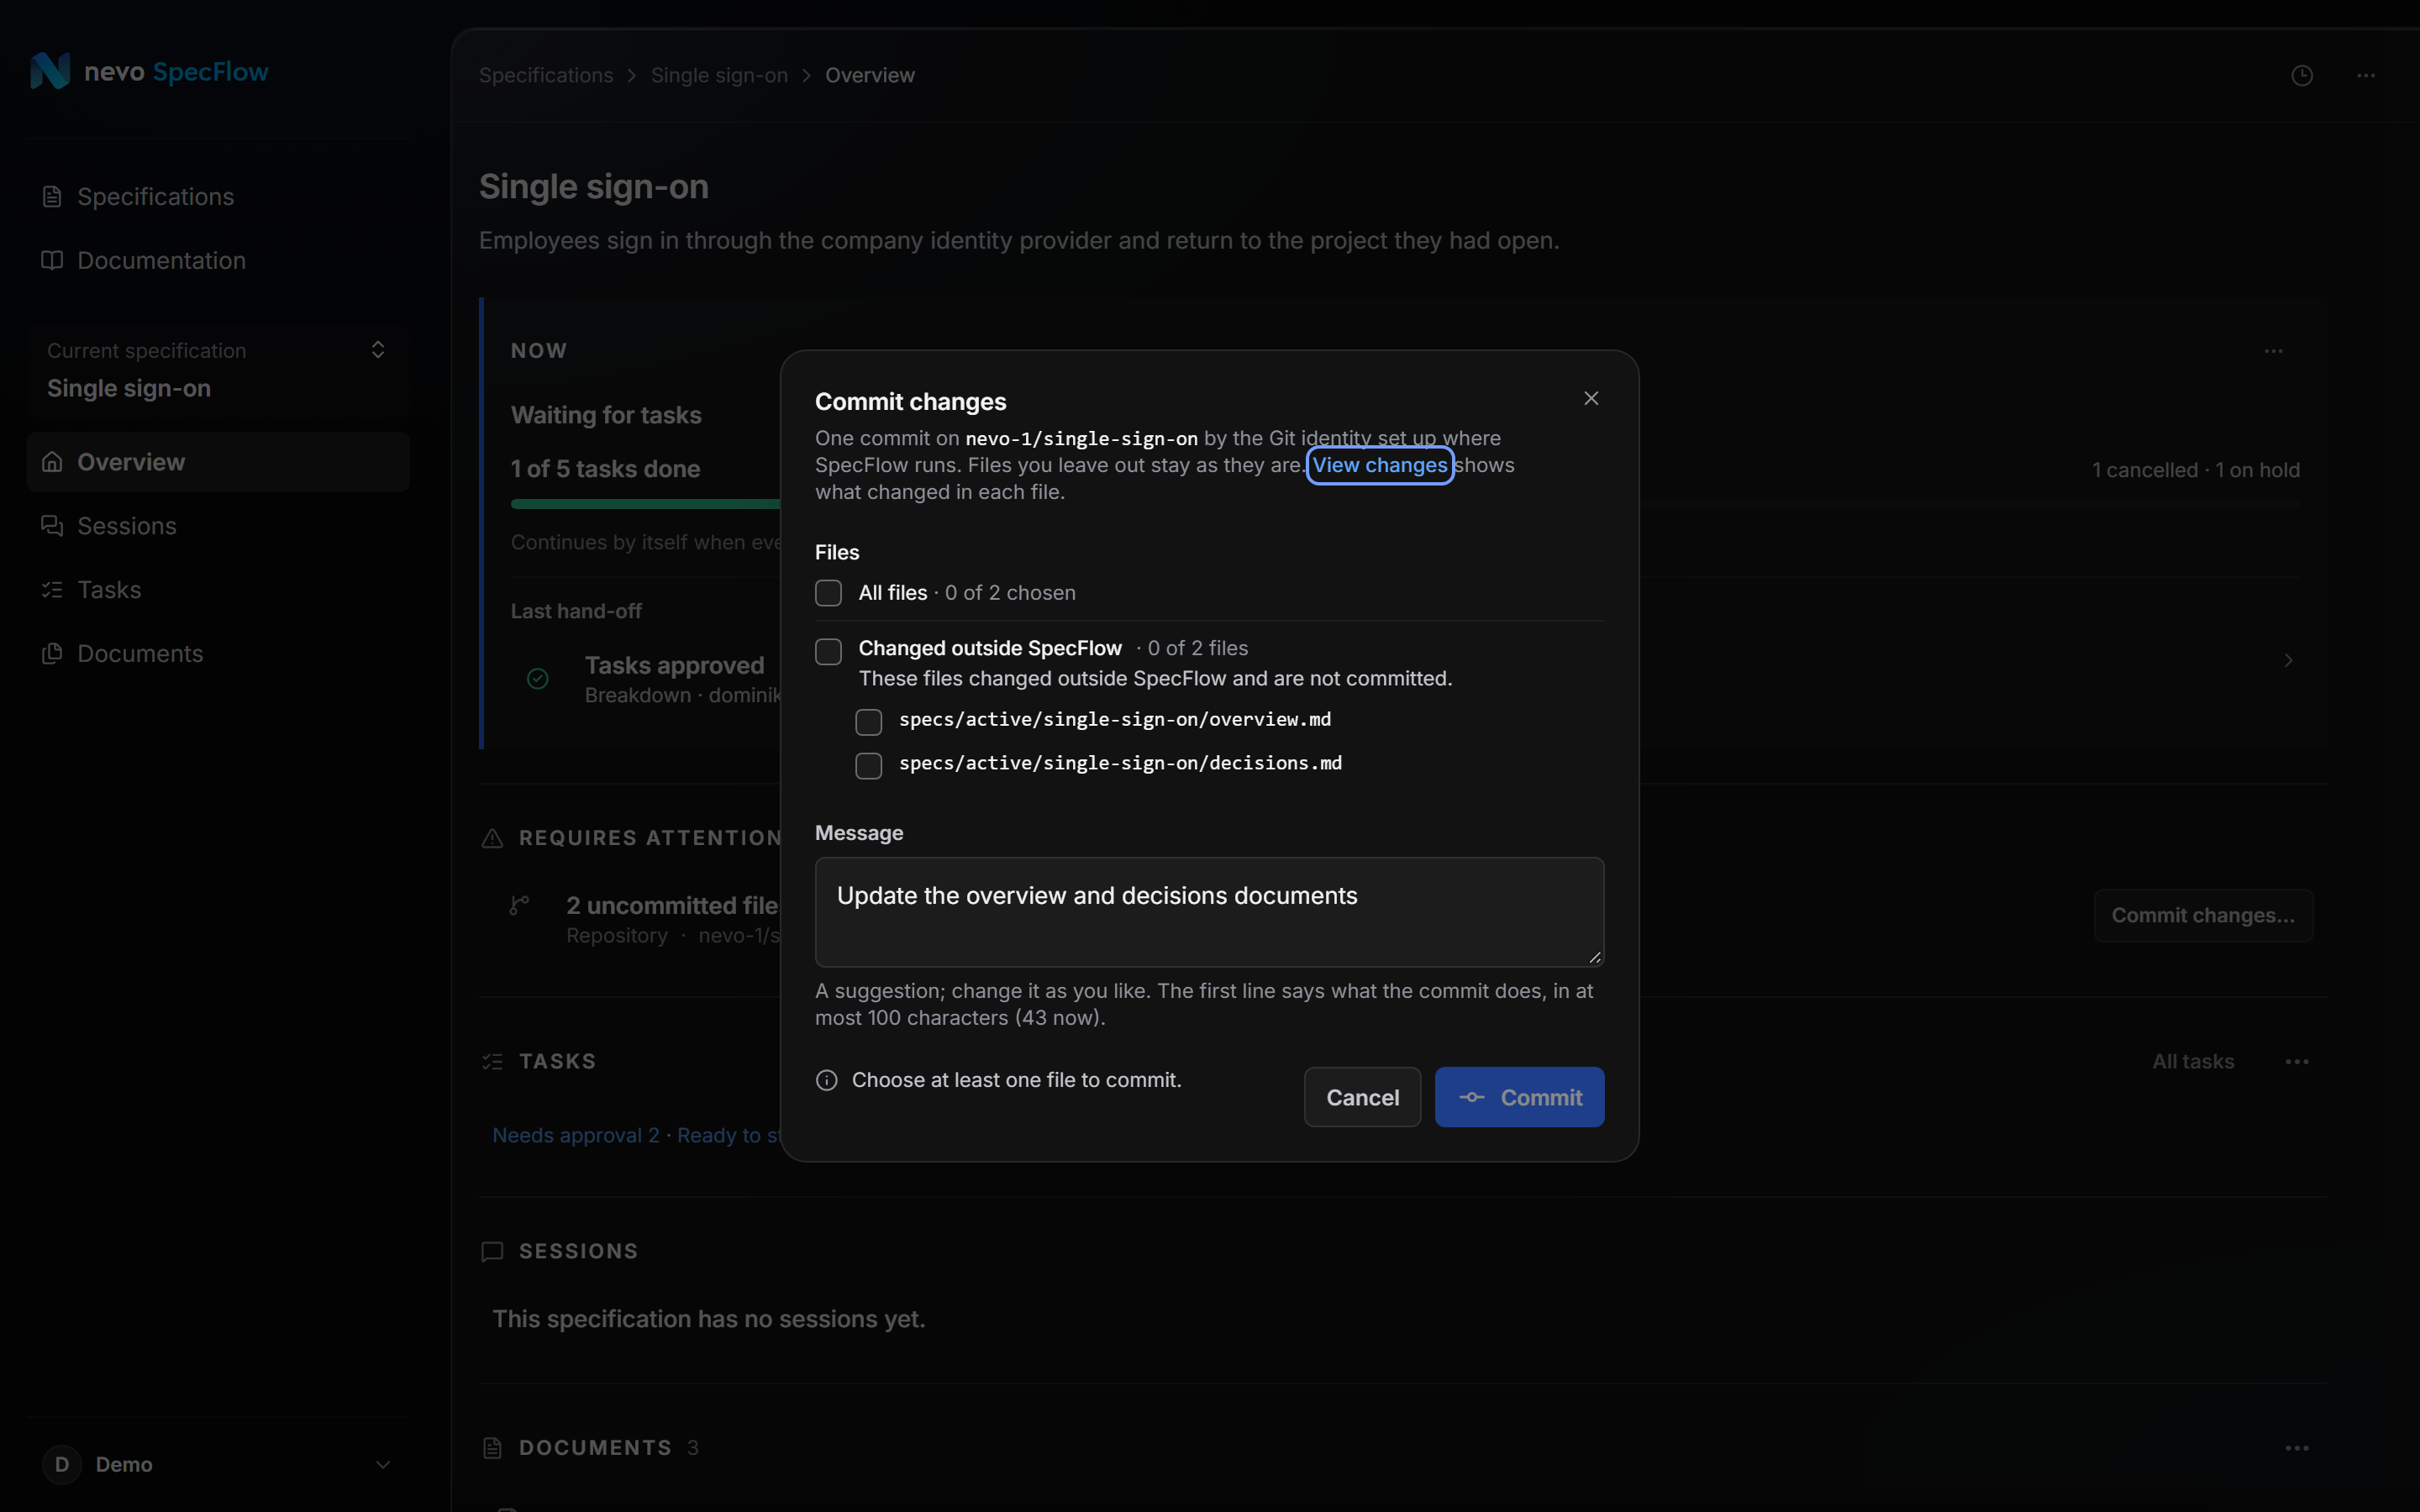 nevo SpecFlow
Specifications
Documentation
Current specification
Single sign-on
Overview
Sessions
Tasks
Documents
D Demo
Specifications > Single sign-on > Overview
Single sign-on
Employees sign in through the company identity provider and return to the project they had open.
NOW
Waiting for tasks
1 of 5 tasks done
1 cancelled · 1 on hold
Continues by itself when eve
Last hand-off
Tasks approved
Breakdown · dominik
REQUIRES ATTENTION
2 uncommitted file
Repository · nevo-1/s
Commit changes...
TASKS
All tasks
Needs approval 2 · Ready to st
SESSIONS
This specification has no sessions yet.
DOCUMENTS 3
Commit changes
One commit on nevo-1/single-sign-on by the Git identity set up where
SpecFlow runs. Files you leave out stay as they are. View changes shows
what changed in each file.
Files
All files · 0 of 2 chosen
Changed outside SpecFlow · 0 of 2 files
These files changed outside SpecFlow and are not committed.
specs/active/single-sign-on/overview.md
specs/active/single-sign-on/decisions.md
Message
Update the overview and decisions documents
A suggestion; change it as you like. The first line says what the commit does, in at
most 100 characters (43 now).
Choose at least one file to commit.
Cancel
Commit